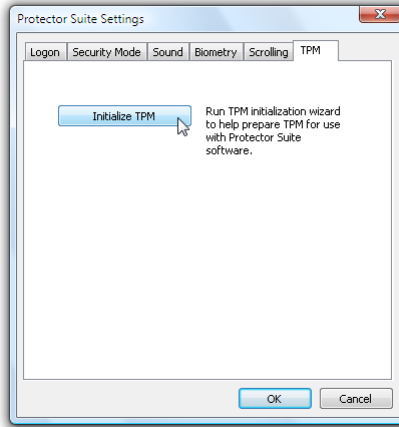 Protector Suite Settings
Logon Security Mode Sound Biometry Scrolling TPM
Initialize TPM
Run TPM initialization wizard
to help prepare TPM for use
with Protector Suite
software.
OK Cancel